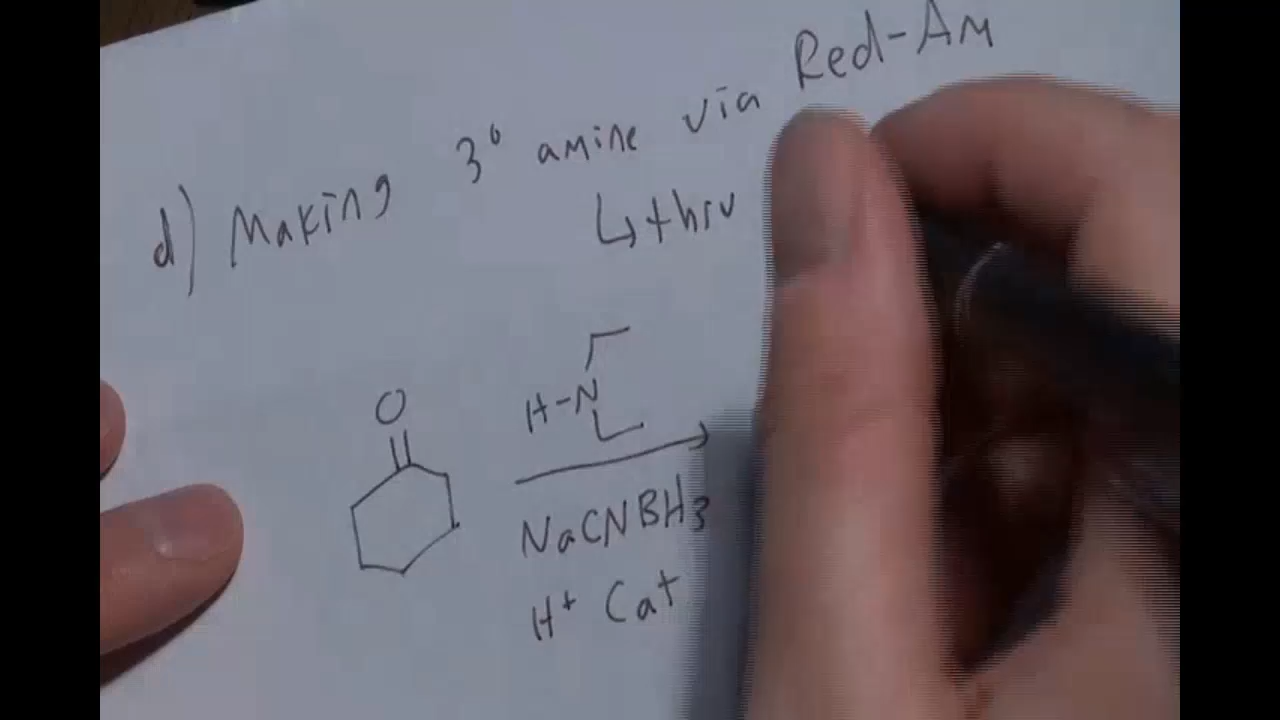 d) Making 3° amine via Red-Am
↳ thru
O
H-N
NaCNBH3
H+ Cat